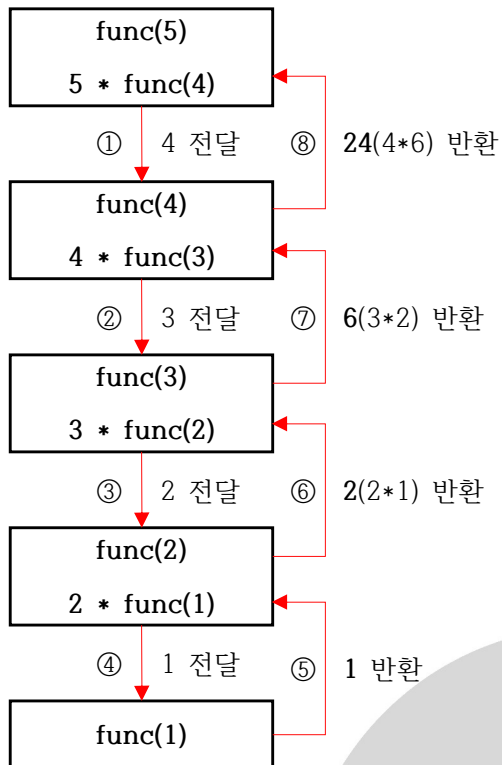 func(5)
5 * func(4)
① 4 전달 ⑧ 24(4*6) 반환
func(4)
4 * func(3)
② 3 전달 ⑦ 6(3*2) 반환
func(3)
3 * func(2)
③ 2 전달 ⑥ 2(2*1) 반환
func(2)
2 * func(1)
④ 1 전달 ⑤ 1 반환
func(1)